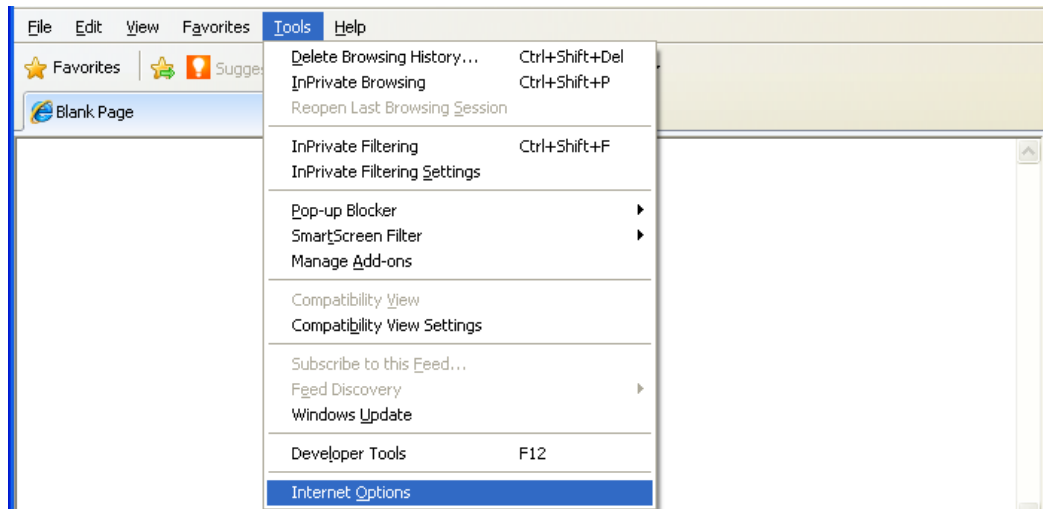 File Edit View Favorites Tools Help
Favorites
Blank Page
Delete Browsing History... Ctrl+Shift+Del
InPrivate Browsing Ctrl+Shift+P
Reopen Last Browsing Session
InPrivate Filtering Ctrl+Shift+F
InPrivate Filtering Settings
Pop-up Blocker
SmartScreen Filter
Manage Add-ons
Compatibility View
Compatibility View Settings
Subscribe to this Feed...
Feed Discovery
Windows Update
Developer Tools F12
Internet Options